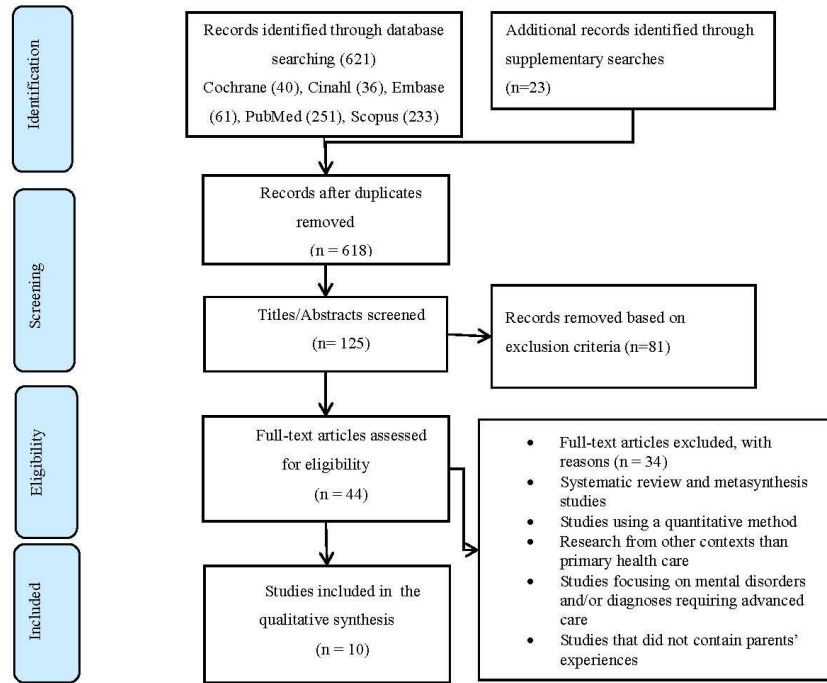 Identification
Records identified through database
searching (621)
Cochrane (40), Cinahl (36), Embase
(61), PubMed (251), Scopus (233)
Additional records identified through
supplementary searches
(n=23)
Screening
Records after duplicates
removed
(n = 618)
Titles/Abstracts screened
(n= 125)
Records removed based on
exclusion criteria (n=81)
Eligibility
Full-text articles assessed
for eligibility
(n = 44)
• Full-text articles excluded, with
reasons (n = 34)
• Systematic review and metasynthesis
studies
• Studies using a quantitative method
• Research from other contexts than
primary health care
• Studies focusing on mental disorders
and/or diagnoses requiring advanced
care
• Studies that did not contain parents’
experiences
Included
Studies included in the
qualitative synthesis
(n = 10)